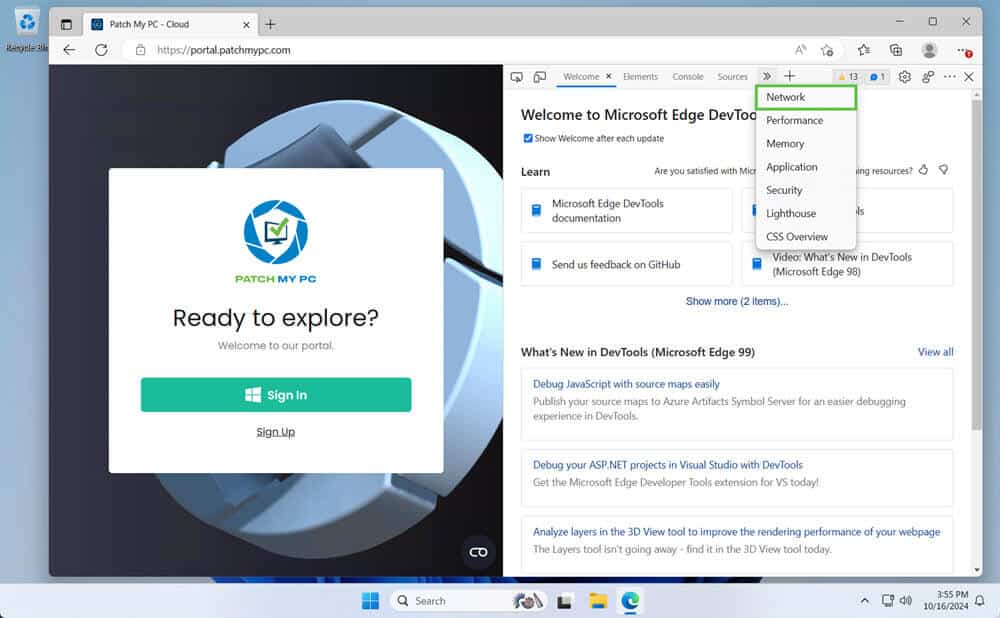 Recycle Bin
Patch My PC - Cloud
https://portal.patchmypc.com
Welcome
Elements
Console
Sources
13
1
Network
Performance
Memory
Application
Security
Lighthouse
CSS Overview
Welcome to Microsoft Edge DevToo
Show Welcome after each update
Learn
Are you satisfied with Micr
ning resources?
Microsoft Edge DevTools
documentation
ls
Send us feedback on GitHub
Video: What's New in DevTools
(Microsoft Edge 98)
Show more (2 items)...
What's New in DevTools (Microsoft Edge 99)
View all
Debug JavaScript with source maps easily
Publish your source maps to Azure Artifacts Symbol Server for an easier debugging
experience in DevTools.
Debug your ASP.NET projects in Visual Studio with DevTools
Get the Microsoft Edge Developer Tools extension for VS today!
Analyze layers in the 3D View tool to improve the rendering performance of your webpage
The Layers tool isn't going away - find it in the 3D View tool today.
PATCH MY PC
Ready to explore?
Welcome to our portal.
Sign In
Sign Up
Search
3:55 PM
10/16/2024